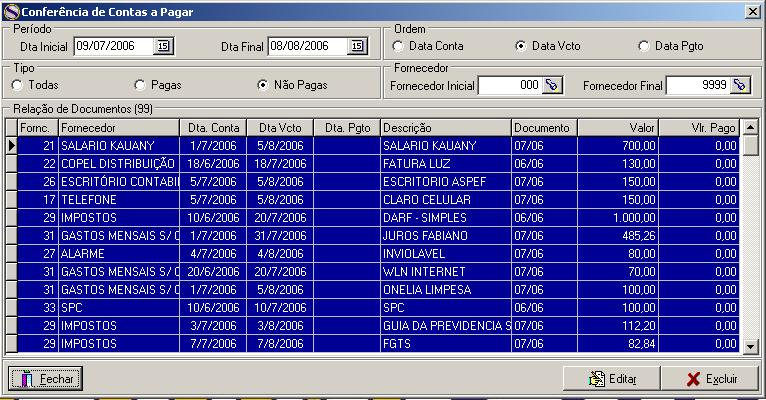 Conferência de Contas a Pagar
Período
Dta Inicial 09/07/2006 15 Dta Final 08/08/2006 15
Ordem
Data Conta Data Vcto Data Pgto
Tipo
Todas Pagas Não Pagas
Fornecedor
Fornecedor Inicial 000 Fornecedor Final 9999
Relação de Documentos (99)
Fornc. Fornecedor Dta. Conta Dta Vcto Dta. Pgto Descrição Documento Valor Vlr. Pago
21 SALARIO KAUANY 1/7/2006 5/8/2006 SALARIO KAUANY 07/06 700,00 0,00
22 COPEL DISTRIBUIÇÃO 18/6/2006 18/7/2006 FATURA LUZ 06/06 130,00 0,00
26 ESCRITÓRIO CONTABI 5/7/2006 5/8/2006 ESCRITORIO ASPEF 07/06 150,00 0,00
17 TELEFONE 5/7/2006 5/8/2006 CLARO CELULAR 07/06 150,00 0,00
29 IMPOSTOS 10/6/2006 20/7/2006 DARF - SIMPLES 06/06 1.000,00 0,00
31 GASTOS MENSAIS S/ C 1/7/2006 31/7/2006 JUROS FABIANO 07/06 485,26 0,00
27 ALARME 4/7/2006 4/8/2006 INVIOLAVEL 07/06 80,00 0,00
31 GASTOS MENSAIS S/ C 20/6/2006 20/7/2006 WLN INTERNET 07/06 70,00 0,00
31 GASTOS MENSAIS S/ C 1/7/2006 5/8/2006 ONELIA LIMPESA 07/06 100,00 0,00
33 SPC 10/6/2006 10/7/2006 SPC 06/06 100,00 0,00
29 IMPOSTOS 3/7/2006 3/8/2006 GUIA DA PREVIDENCIA S 07/06 112,20 0,00
29 IMPOSTOS 7/7/2006 7/8/2006 FGTS 07/06 82,84 0,00
Fechar Editar Excluir